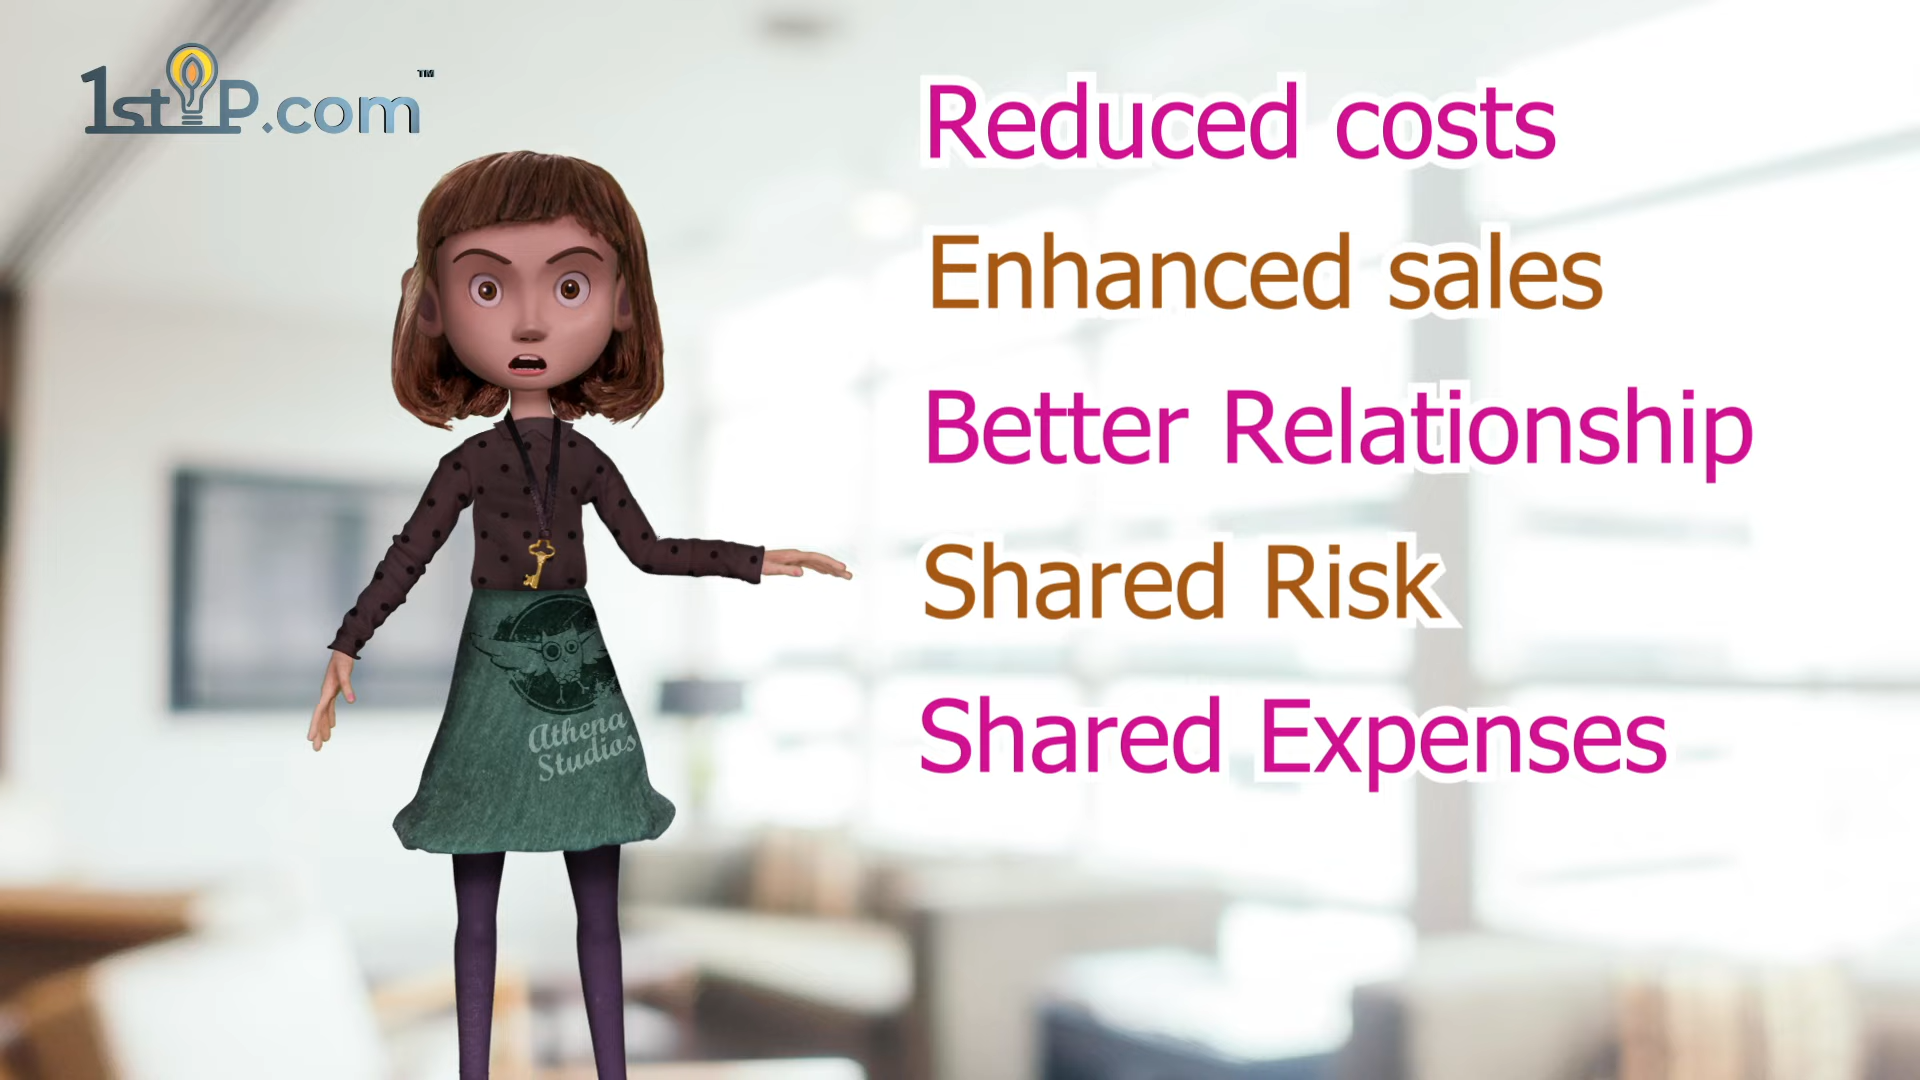 1stIP.com™
Reduced costs
Enhanced sales
Better Relationship
Shared Risk
Shared Expenses
Athena
Studios